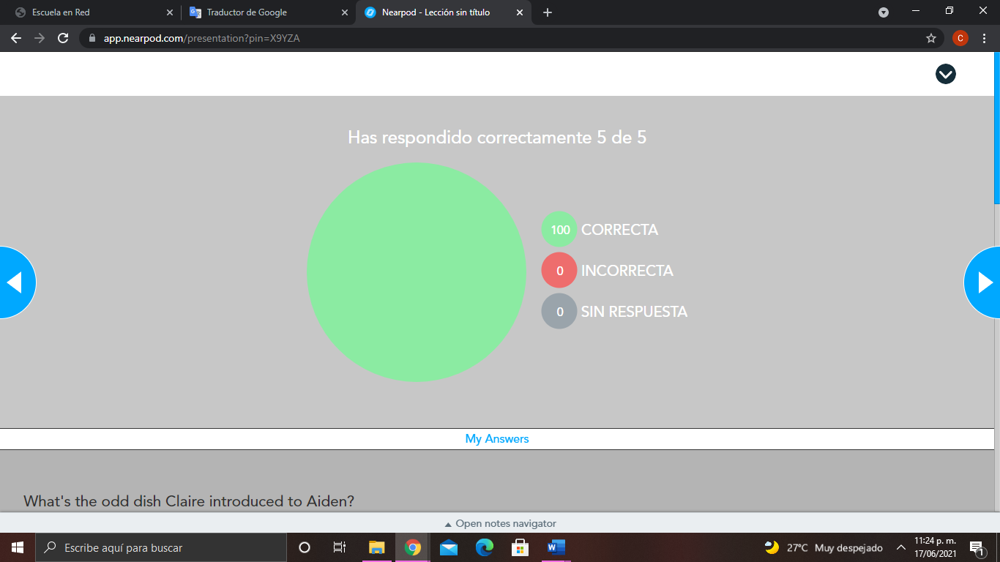 Escuela en Red
Traductor de Google
Nearpod - Lección sin título
app.nearpod.com/presentation?pin=X9YZA
C
Has respondido correctamente 5 de 5
100 CORRECTA
0 INCORRECTA
0 SIN RESPUESTA
My Answers
What's the odd dish Claire introduced to Aiden?
Open notes navigator
Escribe aquí para buscar
27°C Muy despejado
11:24 p. m.
17/06/2021
1